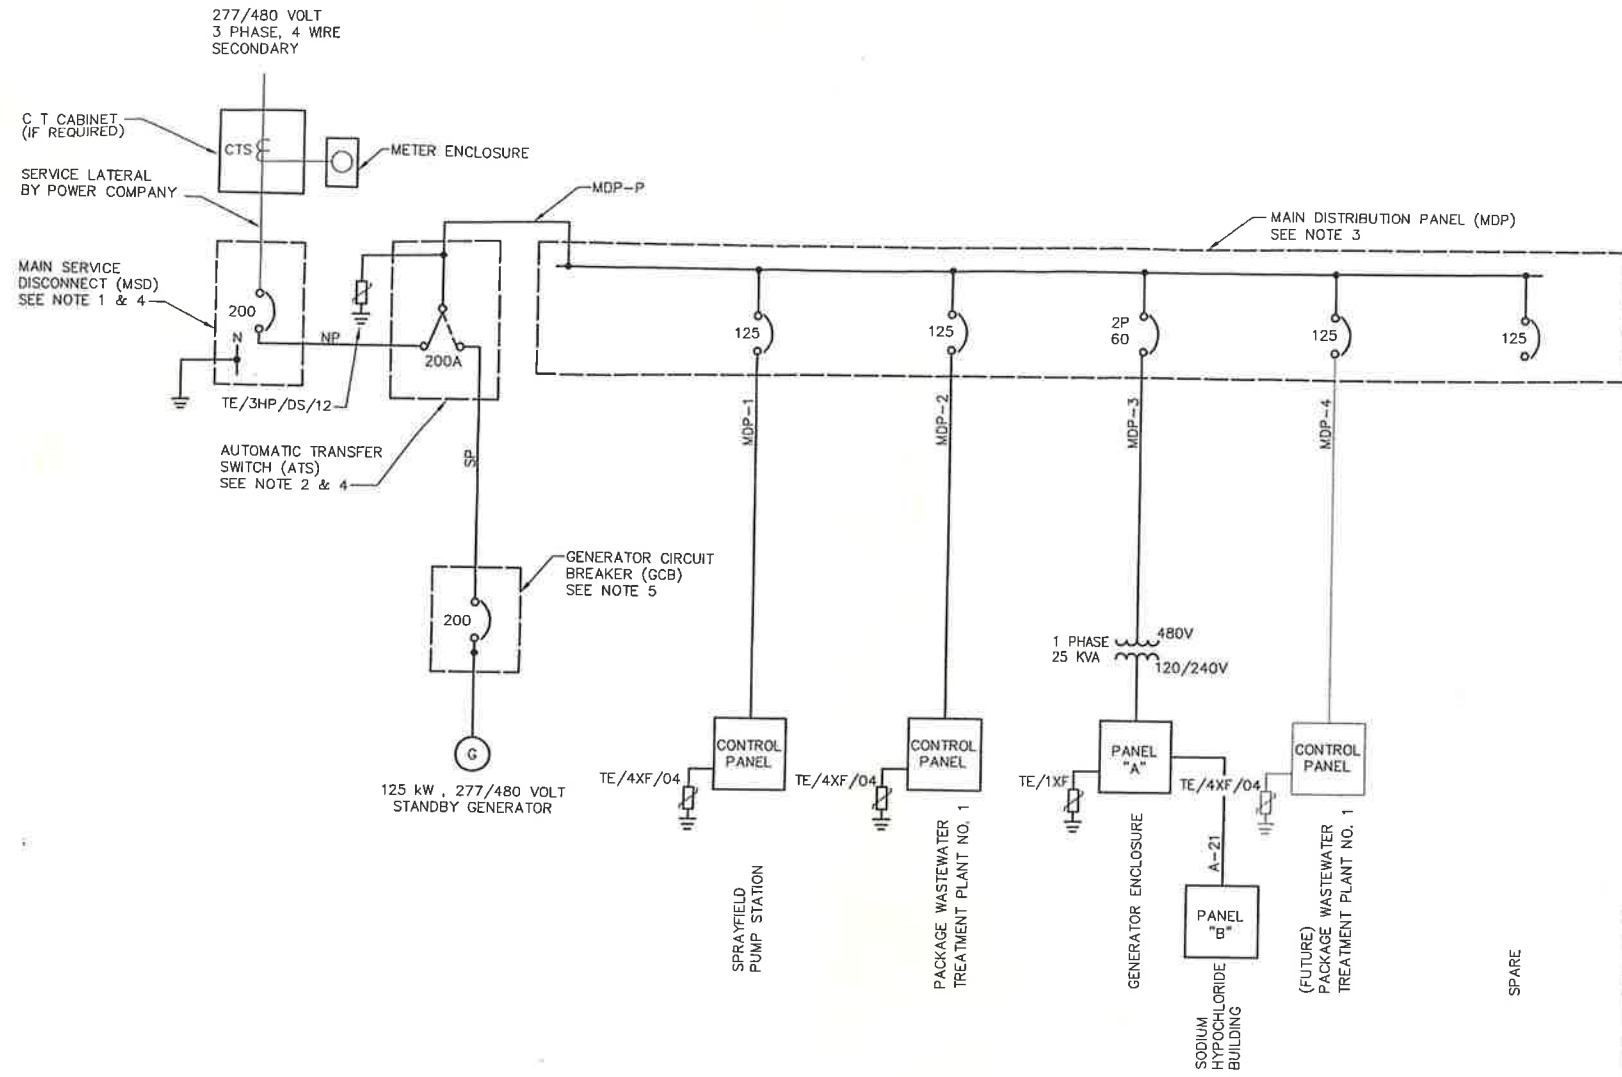 277/480 VOLT
3 PHASE, 4 WIRE
SECONDARY
C T CABINET
(IF REQUIRED)
CTS
METER ENCLOSURE
SERVICE LATERAL
BY POWER COMPANY
MDP-P
MAIN DISTRIBUTION PANEL (MDP)
SEE NOTE 3
MAIN SERVICE
DISCONNECT (MSD)
SEE NOTE 1 & 4
200
N
NP
200A
TE/3HP/DS/12
AUTOMATIC TRANSFER
SWITCH (ATS)
SEE NOTE 2 & 4
SP
125
125
2P
60
125
125
MDP-1
MDP-2
MDP-3
MDP-4
GENERATOR CIRCUIT
BREAKER (GCB)
SEE NOTE 5
200
G
125 kW , 277/480 VOLT
STANDBY GENERATOR
1 PHASE
25 KVA
480V
120/240V
CONTROL
PANEL
TE/4XF/04
SPRAYFIELD
PUMP STATION
CONTROL
PANEL
TE/4XF/04
PACKAGE WASTEWATER
TREATMENT PLANT NO. 1
PANEL
"A"
TE/1XF
GENERATOR ENCLOSURE
A-21
PANEL
"B"
SODIUM
HYPOCHLORIDE
BUILDING
CONTROL
PANEL
TE/4XF/04
(FUTURE)
PACKAGE WASTEWATER
TREATMENT PLANT NO. 1
SPARE